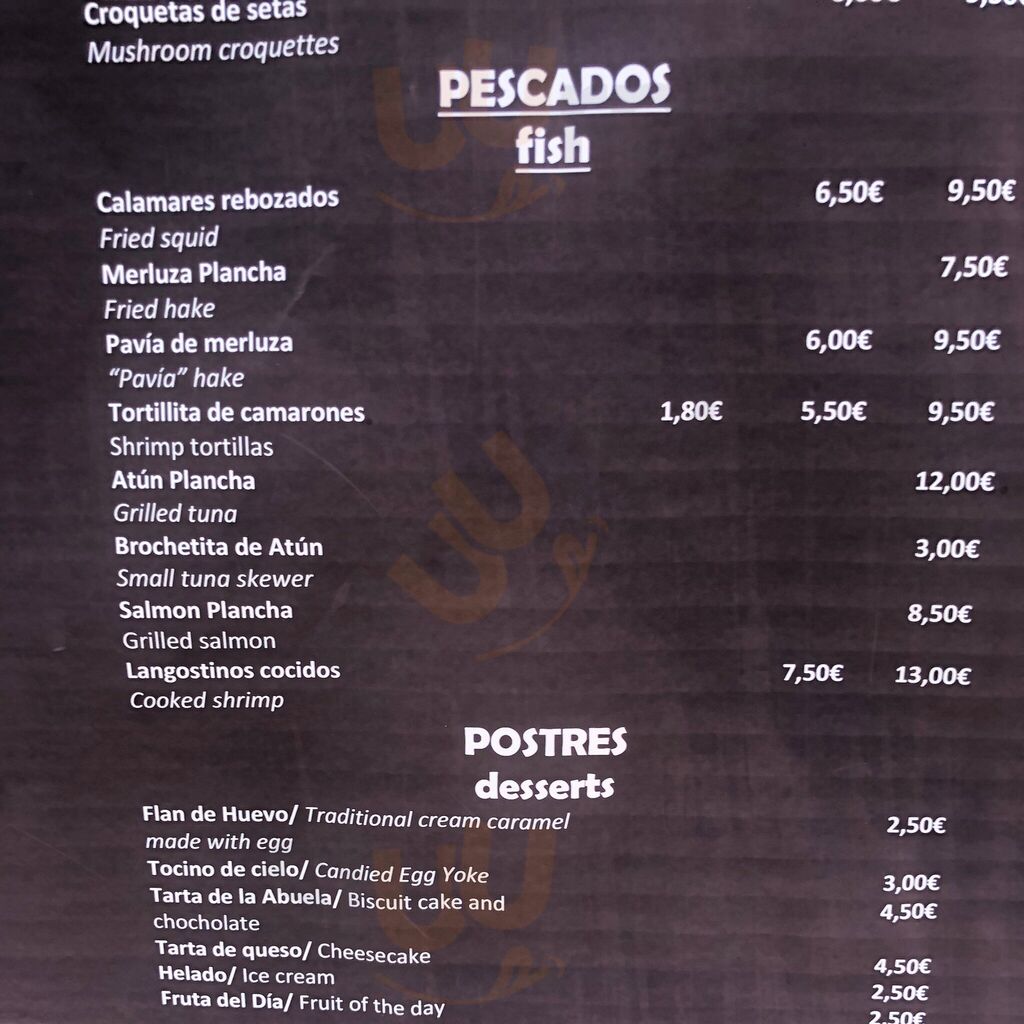 Croquetas de setas
Mushroom croquettes
PESCADOS
fish
Calamares rebozados 6,50€ 9,50€
Fried squid
Merluza Plancha 7,50€
Fried hake
Pavía de merluza 6,00€ 9,50€
“Pavía” hake
Tortillita de camarones 1,80€ 5,50€ 9,50€
Shrimp tortillas
Atún Plancha 12,00€
Grilled tuna
Brochetita de Atún 3,00€
Small tuna skewer
Salmon Plancha 8,50€
Grilled salmon
Langostinos cocidos 7,50€ 13,00€
Cooked shrimp
POSTRES
desserts
Flan de Huevo/ Traditional cream caramel 2,50€
made with egg
Tocino de cielo/ Candied Egg Yoke 3,00€
Tarta de la Abuela/ Biscuit cake and 4,50€
chocholate
Tarta de queso/ Cheesecake 4,50€
Helado/ Ice cream 2,50€
Fruta del Día/ Fruit of the day 2,50€